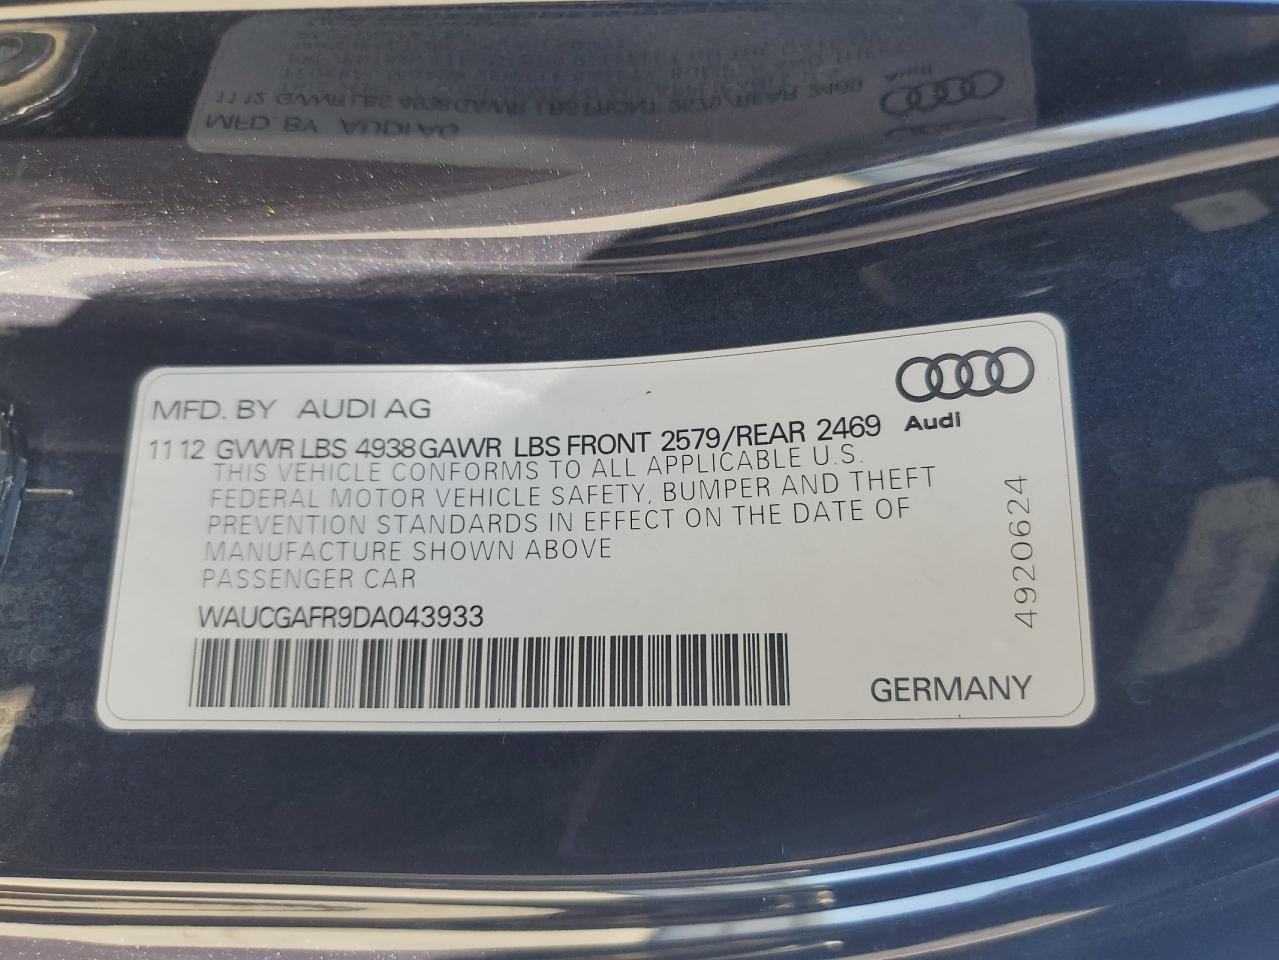 MFD. BY AUDI AG
11 12 GVWR LBS 4938 GAWR LBS FRONT 2579/REAR 2469
THIS VEHICLE CONFORMS TO ALL APPLICABLE U.S.
FEDERAL MOTOR VEHICLE SAFETY, BUMPER AND THEFT
PREVENTION STANDARDS IN EFFECT ON THE DATE OF
MANUFACTURE SHOWN ABOVE
PASSENGER CAR
WAUCGAFR9DA043933
Audi
4920624
GERMANY